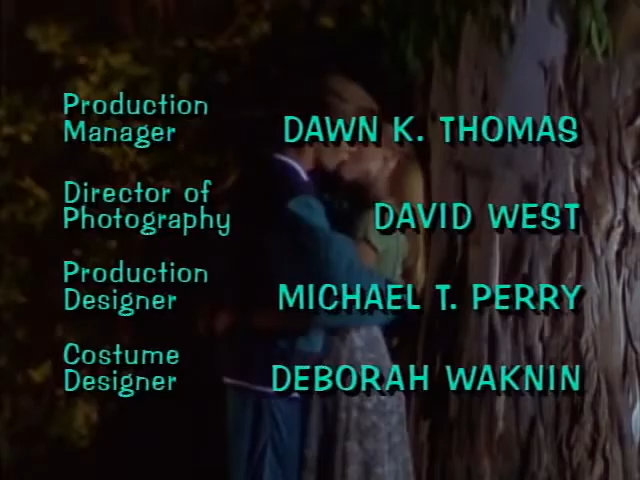 Production
Manager
DAWN K. THOMAS
Director of
Photography
DAVID WEST
Production
Designer
MICHAEL T. PERRY
Costume
Designer
DEBORAH WAKNIN